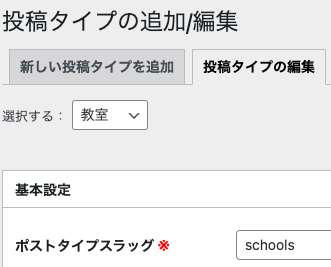 投稿タイプの追加/編集
新しい投稿タイプを追加 投稿タイプの編集
選択する： 教室
基本設定
ポストタイプスラッグ ※ schools